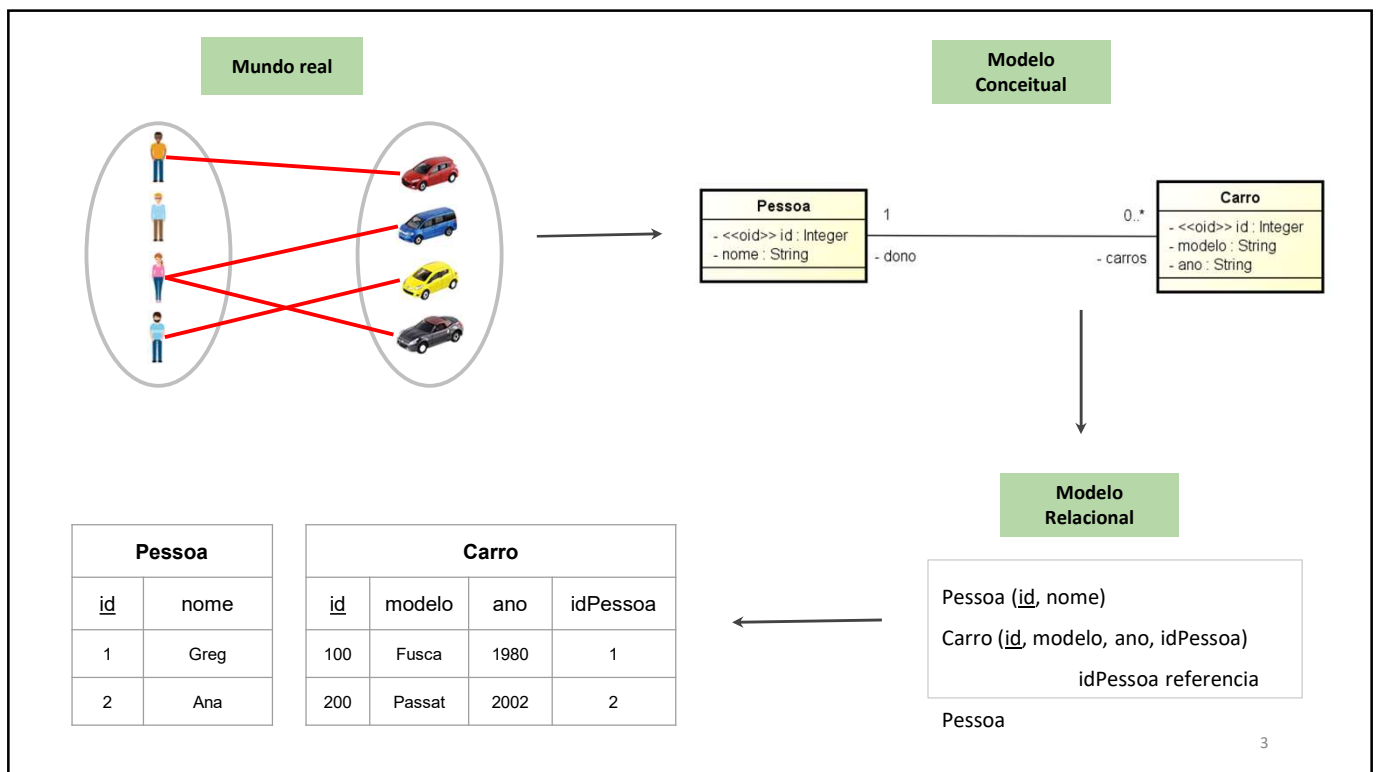 Mundo real
Modelo
Conceitual
Pessoa
- <<oid>> id : Integer
- nome : String
1
- dono
0..*
- carros
Carro
- <<oid>> id : Integer
- modelo : String
- ano : String
Modelo
Relacional
Pessoa (id, nome)
Carro (id, modelo, ano, idPessoa)
idPessoa referencia
Pessoa
Pessoa
id nome
1 Greg
2 Ana
Carro
id modelo ano idPessoa
100 Fusca 1980 1
200 Passat 2002 2
3